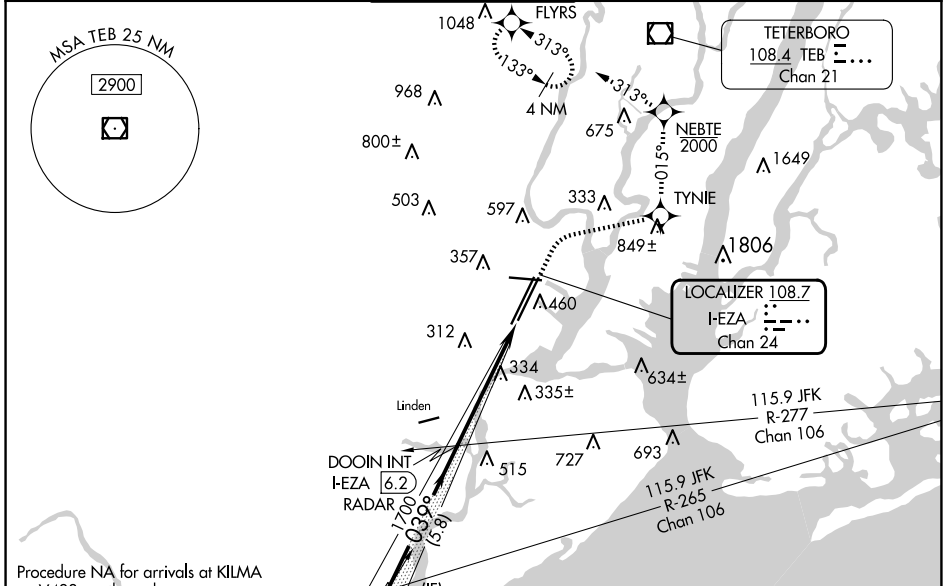 MSA TEB 25 NM
2900
1048
FLYRS
313°
133°
4 NM
TETERBORO
108.4 TEB
Chan 21
968
313°
675
NEBTE
2000
800±
015°
1649
503
597
333
TYNIE
849±
357
1806
LOCALIZER 108.7
I-EZA
Chan 24
460
312
334
335±
634±
Linden
115.9 JFK
R-277
Chan 106
DOOIN INT
I-EZA 6.2
RADAR
515
727
693
115.9 JFK
R-265
Chan 106
1700
039°
(5.8)
Procedure NA for arrivals at KILMA
(IF)